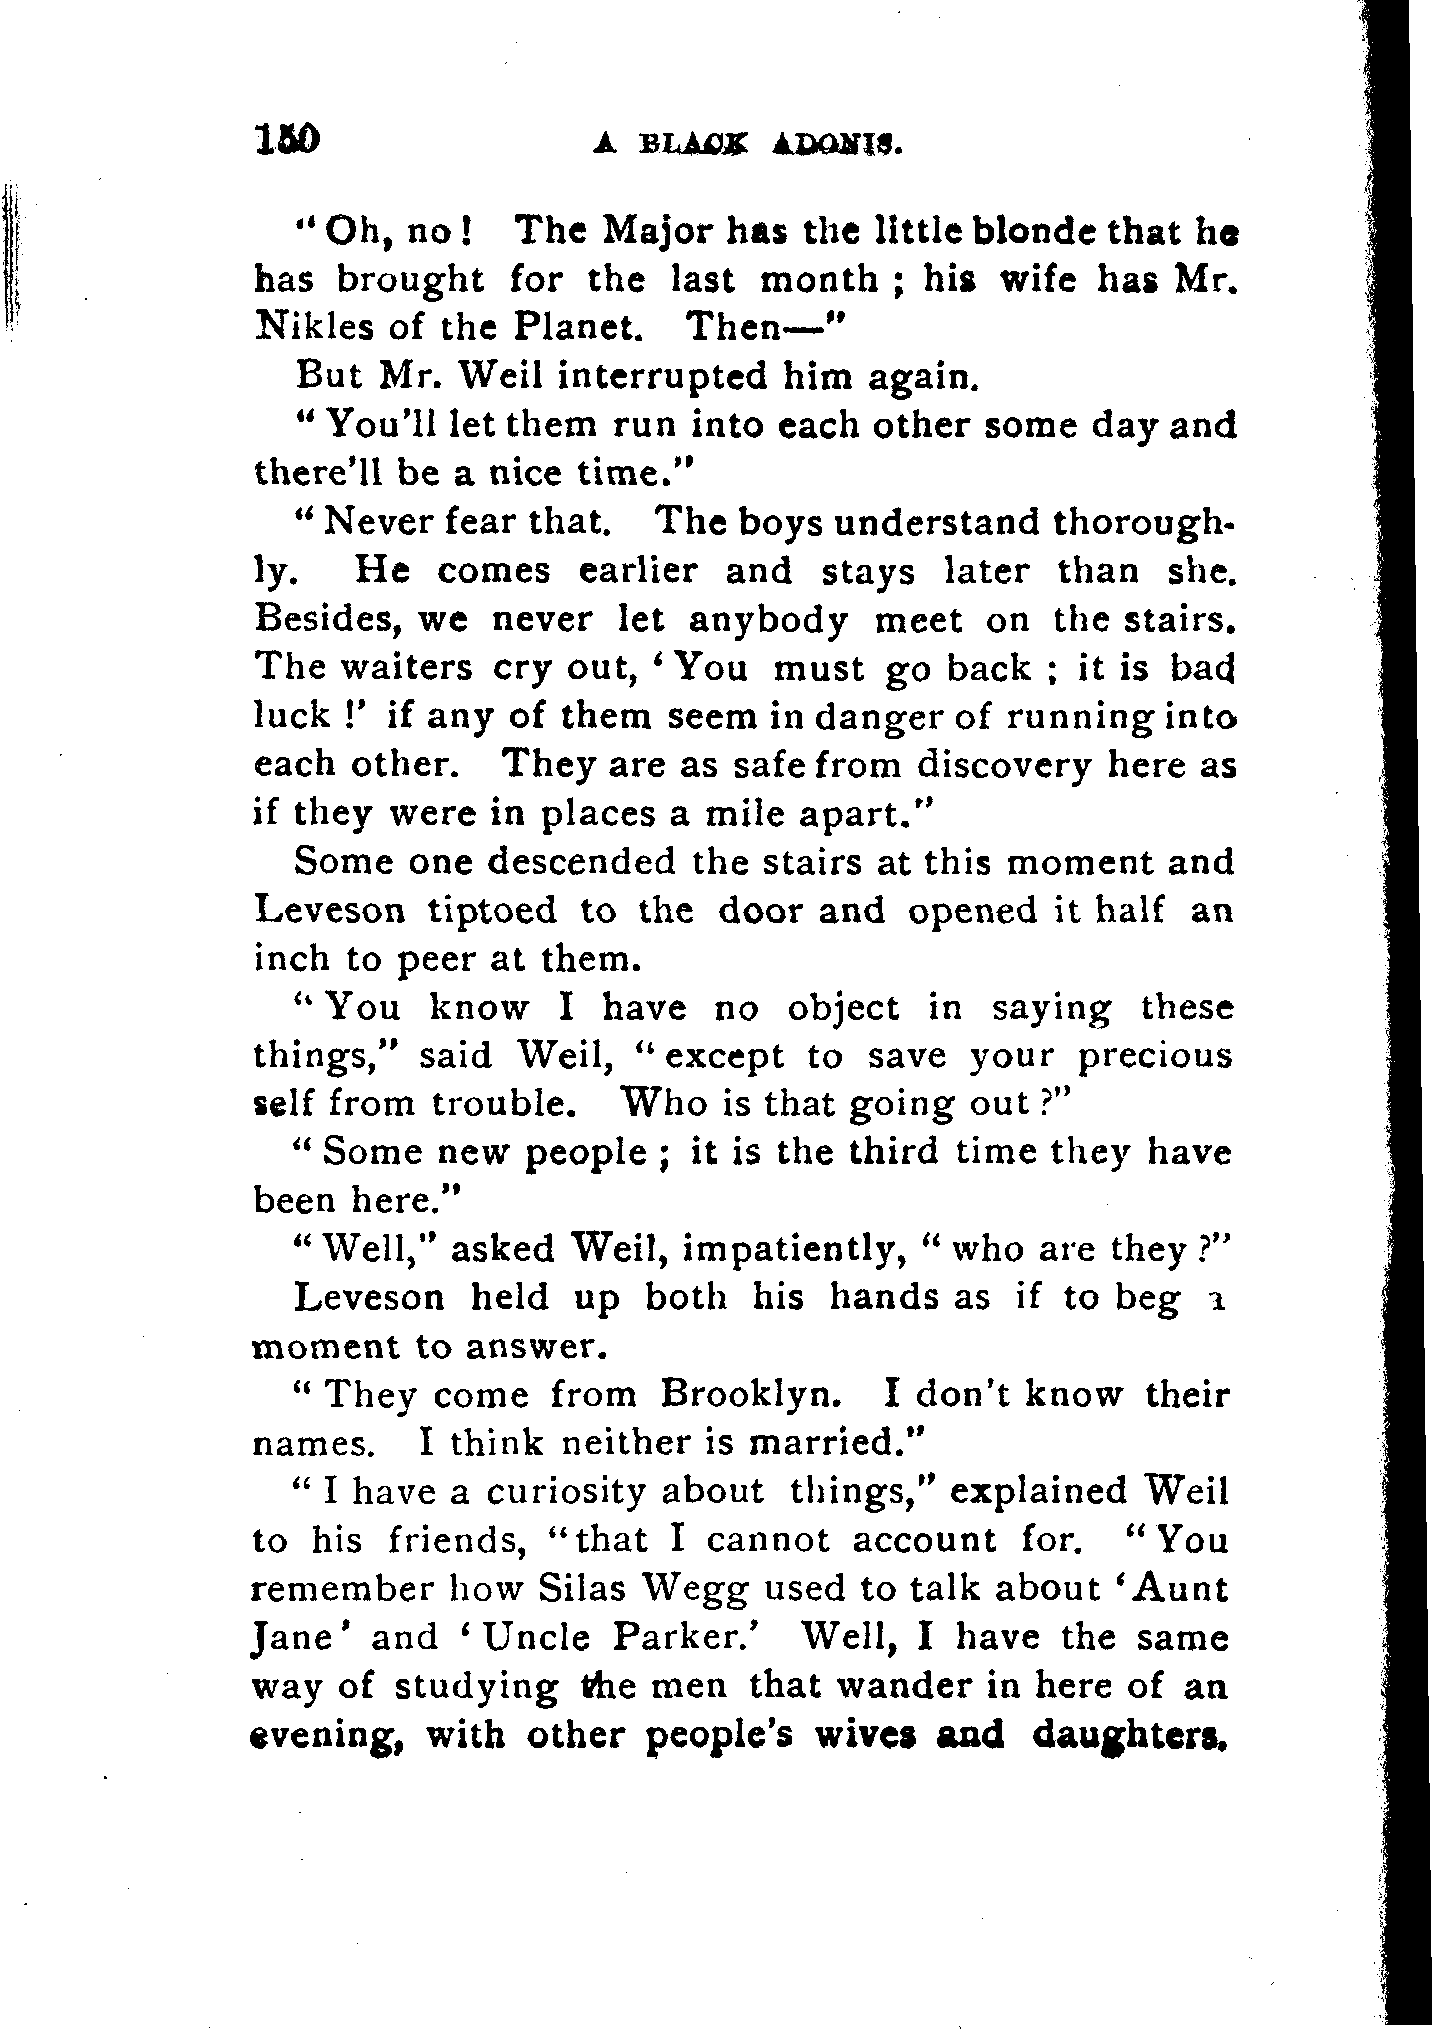 150 A BLACK ADONIS.
"Oh, no! The Major has the little blonde that he
has brought for the last month ; his wife has Mr.
Nikles of the Planet. Then—"
But Mr. Weil interrupted him again.
"You'll let them run into each other some day and
there'll be a nice time."
"Never fear that. The boys understand thorough-
ly. He comes earlier and stays later than she.
Besides, we never let anybody meet on the stairs.
The waiters cry out, 'You must go back ; it is bad
luck !' if any of them seem in danger of running into
each other. They are as safe from discovery here as
if they were in places a mile apart."
Some one descended the stairs at this moment and
Leveson tiptoed to the door and opened it half an
inch to peer at them.
"You know I have no object in saying these
things," said Weil, "except to save your precious
self from trouble. Who is that going out ?"
"Some new people ; it is the third time they have
been here."
"Well," asked Weil, impatiently, "who are they ?"
Leveson held up both his hands as if to beg a
moment to answer.
"They come from Brooklyn. I don't know their
names. I think neither is married."
"I have a curiosity about things," explained Weil
to his friends, "that I cannot account for. "You
remember how Silas Wegg used to talk about 'Aunt
Jane' and 'Uncle Parker.' Well, I have the same
way of studying the men that wander in here of an
evening, with other people's wives and daughters.